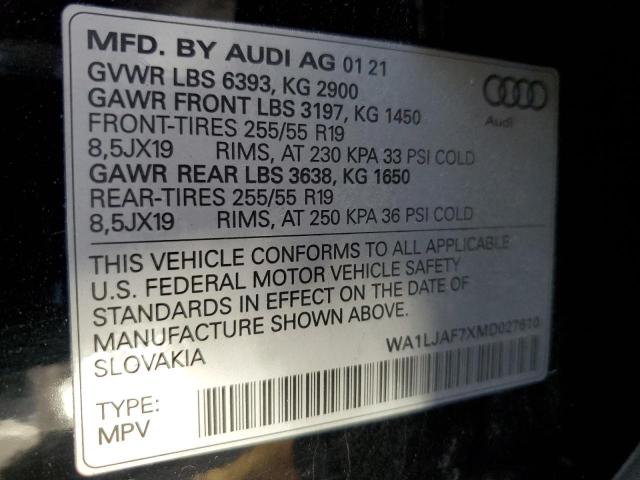 MFD. BY AUDI AG 01 21
GVWR LBS 6393, KG 2900
GAWR FRONT LBS 3197, KG 1450
FRONT-TIRES 255/55 R19
8,5JX19 RIMS, AT 230 KPA 33 PSI COLD
GAWR REAR LBS 3638, KG 1650
REAR-TIRES 255/55 R19
8,5JX19 RIMS, AT 250 KPA 36 PSI COLD
Audi
THIS VEHICLE CONFORMS TO ALL APPLICABLE
U.S. FEDERAL MOTOR VEHICLE SAFETY
STANDARDS IN EFFECT ON THE DATE OF
MANUFACTURE SHOWN ABOVE.
SLOVAKIA
WA1LJAF7XMD027610
TYPE:
MPV